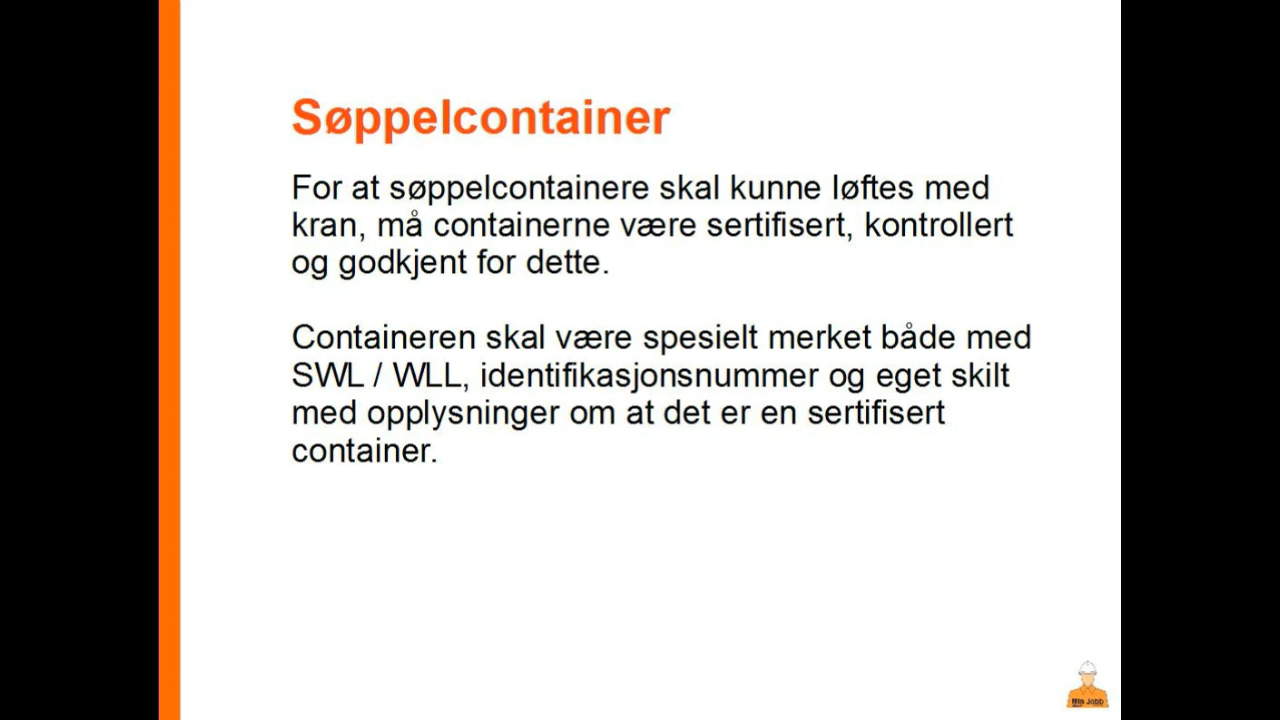 Søppelcontainer
For at søppelcontainere skal kunne løftes med
kran, må containerne være sertifisert, kontrollert
og godkjent for dette.
Containeren skal være spesielt merket både med
SWL / WLL, identifikasjonsnummer og eget skilt
med opplysninger om at det er en sertifisert
container.
Min Jobb